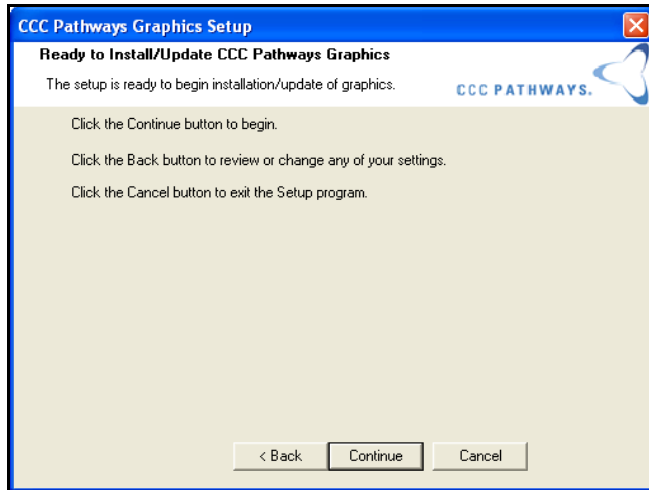 CCC Pathways Graphics Setup
Ready to Install/Update CCC Pathways Graphics
The setup is ready to begin installation/update of graphics.
CCC PATHWAYS.
Click the Continue button to begin.
Click the Back button to review or change any of your settings.
Click the Cancel button to exit the Setup program.
< Back Continue Cancel